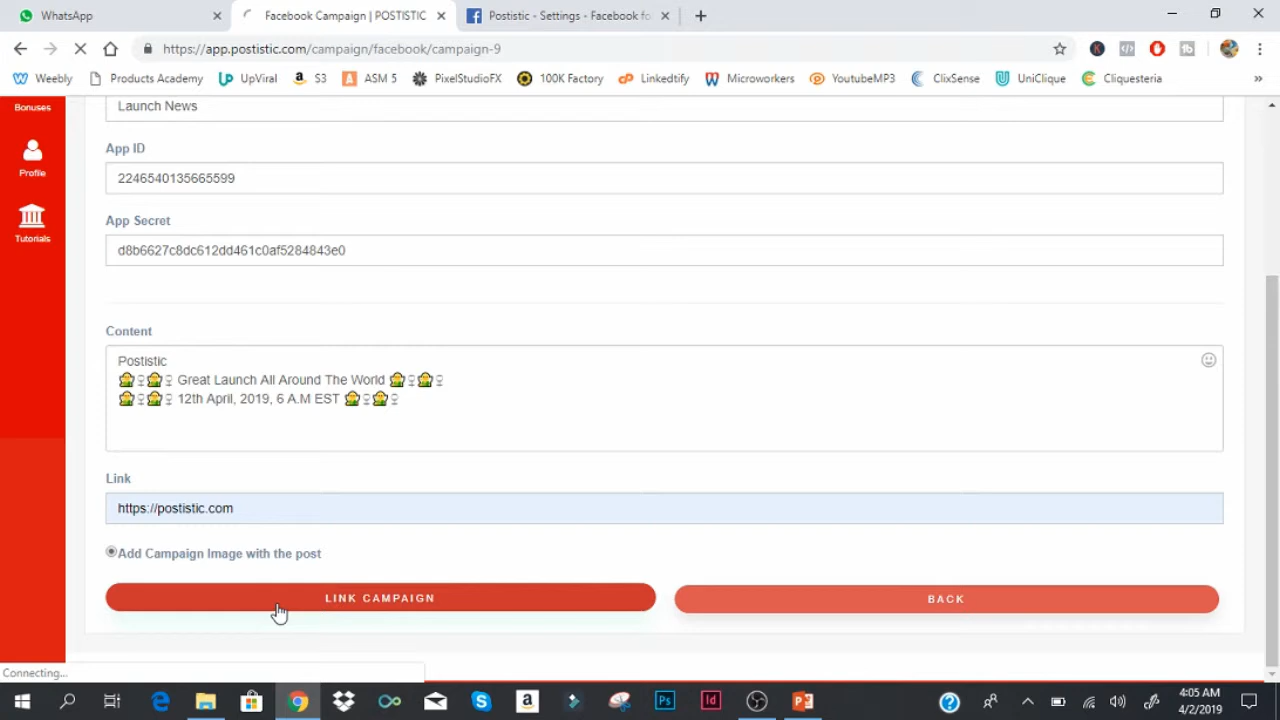 WhatsApp
Facebook Campaign | POSTISTIC
Postistic - Settings - Facebook fo
https://app.postistic.com/campaign/facebook/campaign-9
Weebly
Products Academy
UpViral
S3
ASM 5
PixelStudioFX
100K Factory
Linkedtify
Microworkers
YoutubeMP3
ClixSense
UniClique
Cliquesteria
»
Bonuses
Profile
Tutorials
Launch News
App ID
2246540135665599
App Secret
d8b6627c8dc612dd461c0af5284843e0
Content
Postistic
Great Launch All Around The World
12th April, 2019, 6 A.M EST
Link
https://postistic.com
Add Campaign Image with the post
LINK CAMPAIGN
BACK
Connecting...
4:05 AM
4/2/2019